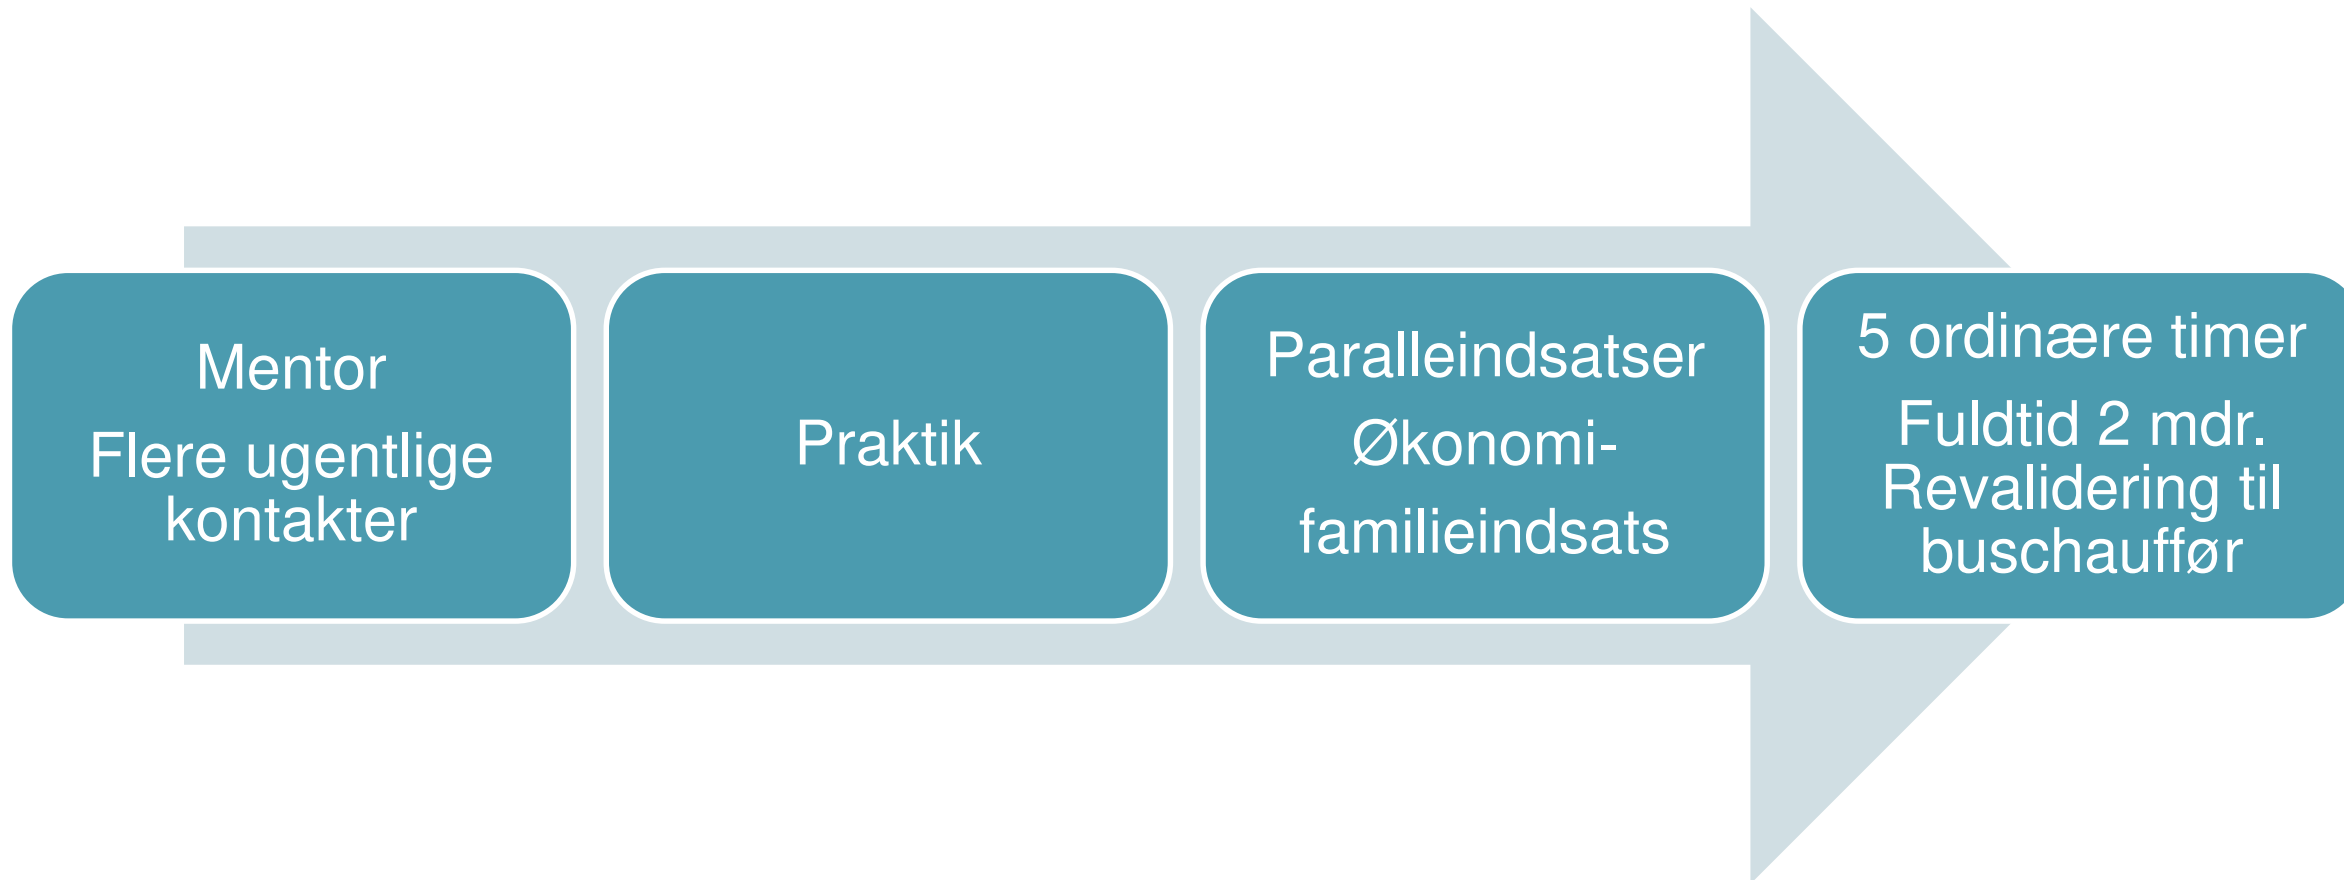 Mentor
Flere ugentlige
kontakter
Praktik
Paralleindsatser
Økonomi-
familieindsats
5 ordinære timer
Fuldtid 2 mdr.
Revalidering til
buschauffør